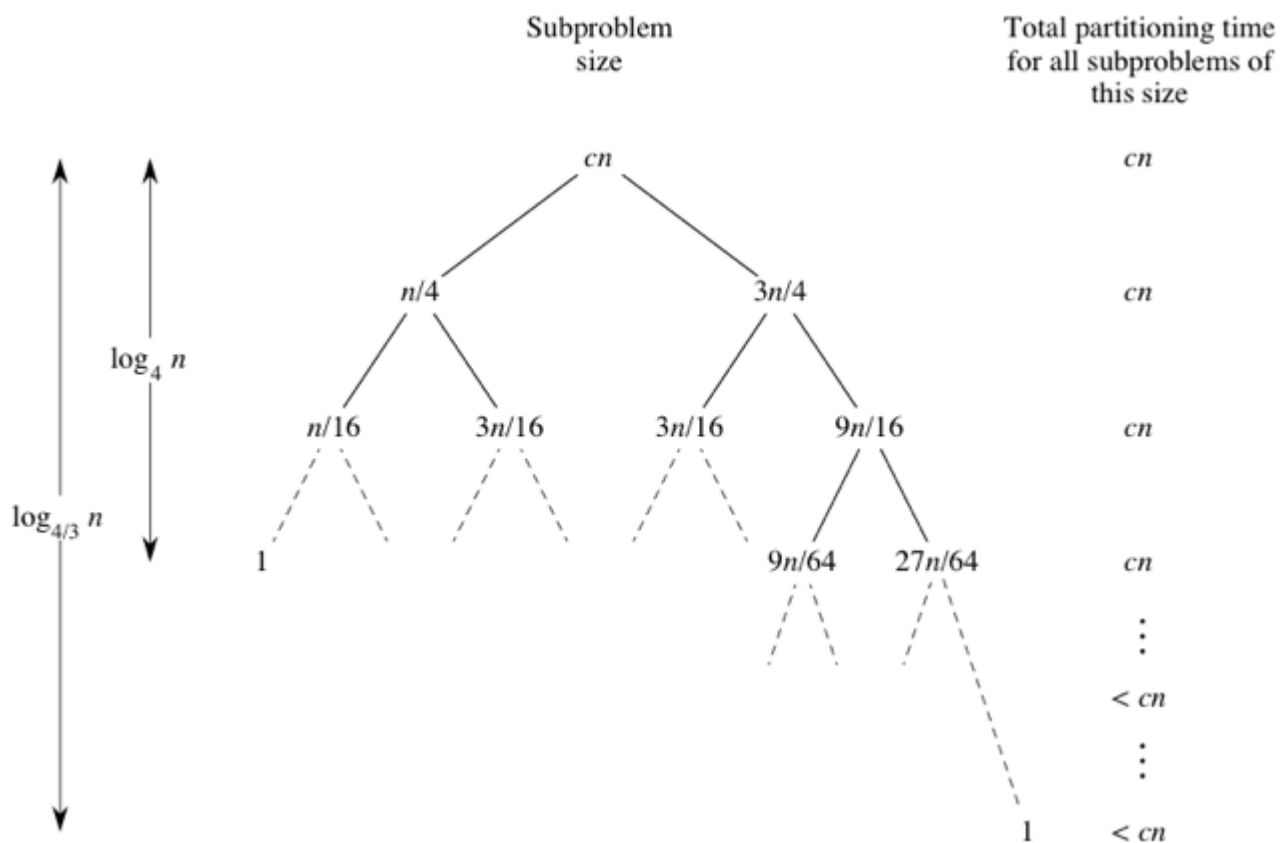 Subproblem
size
Total partitioning time
for all subproblems of
this size
cn
cn
n/4
3n/4
cn
log₄ n
n/16
3n/16
3n/16
9n/16
cn
log₄/₃ n
1
9n/64
27n/64
cn
⋮
< cn
⋮
1
< cn